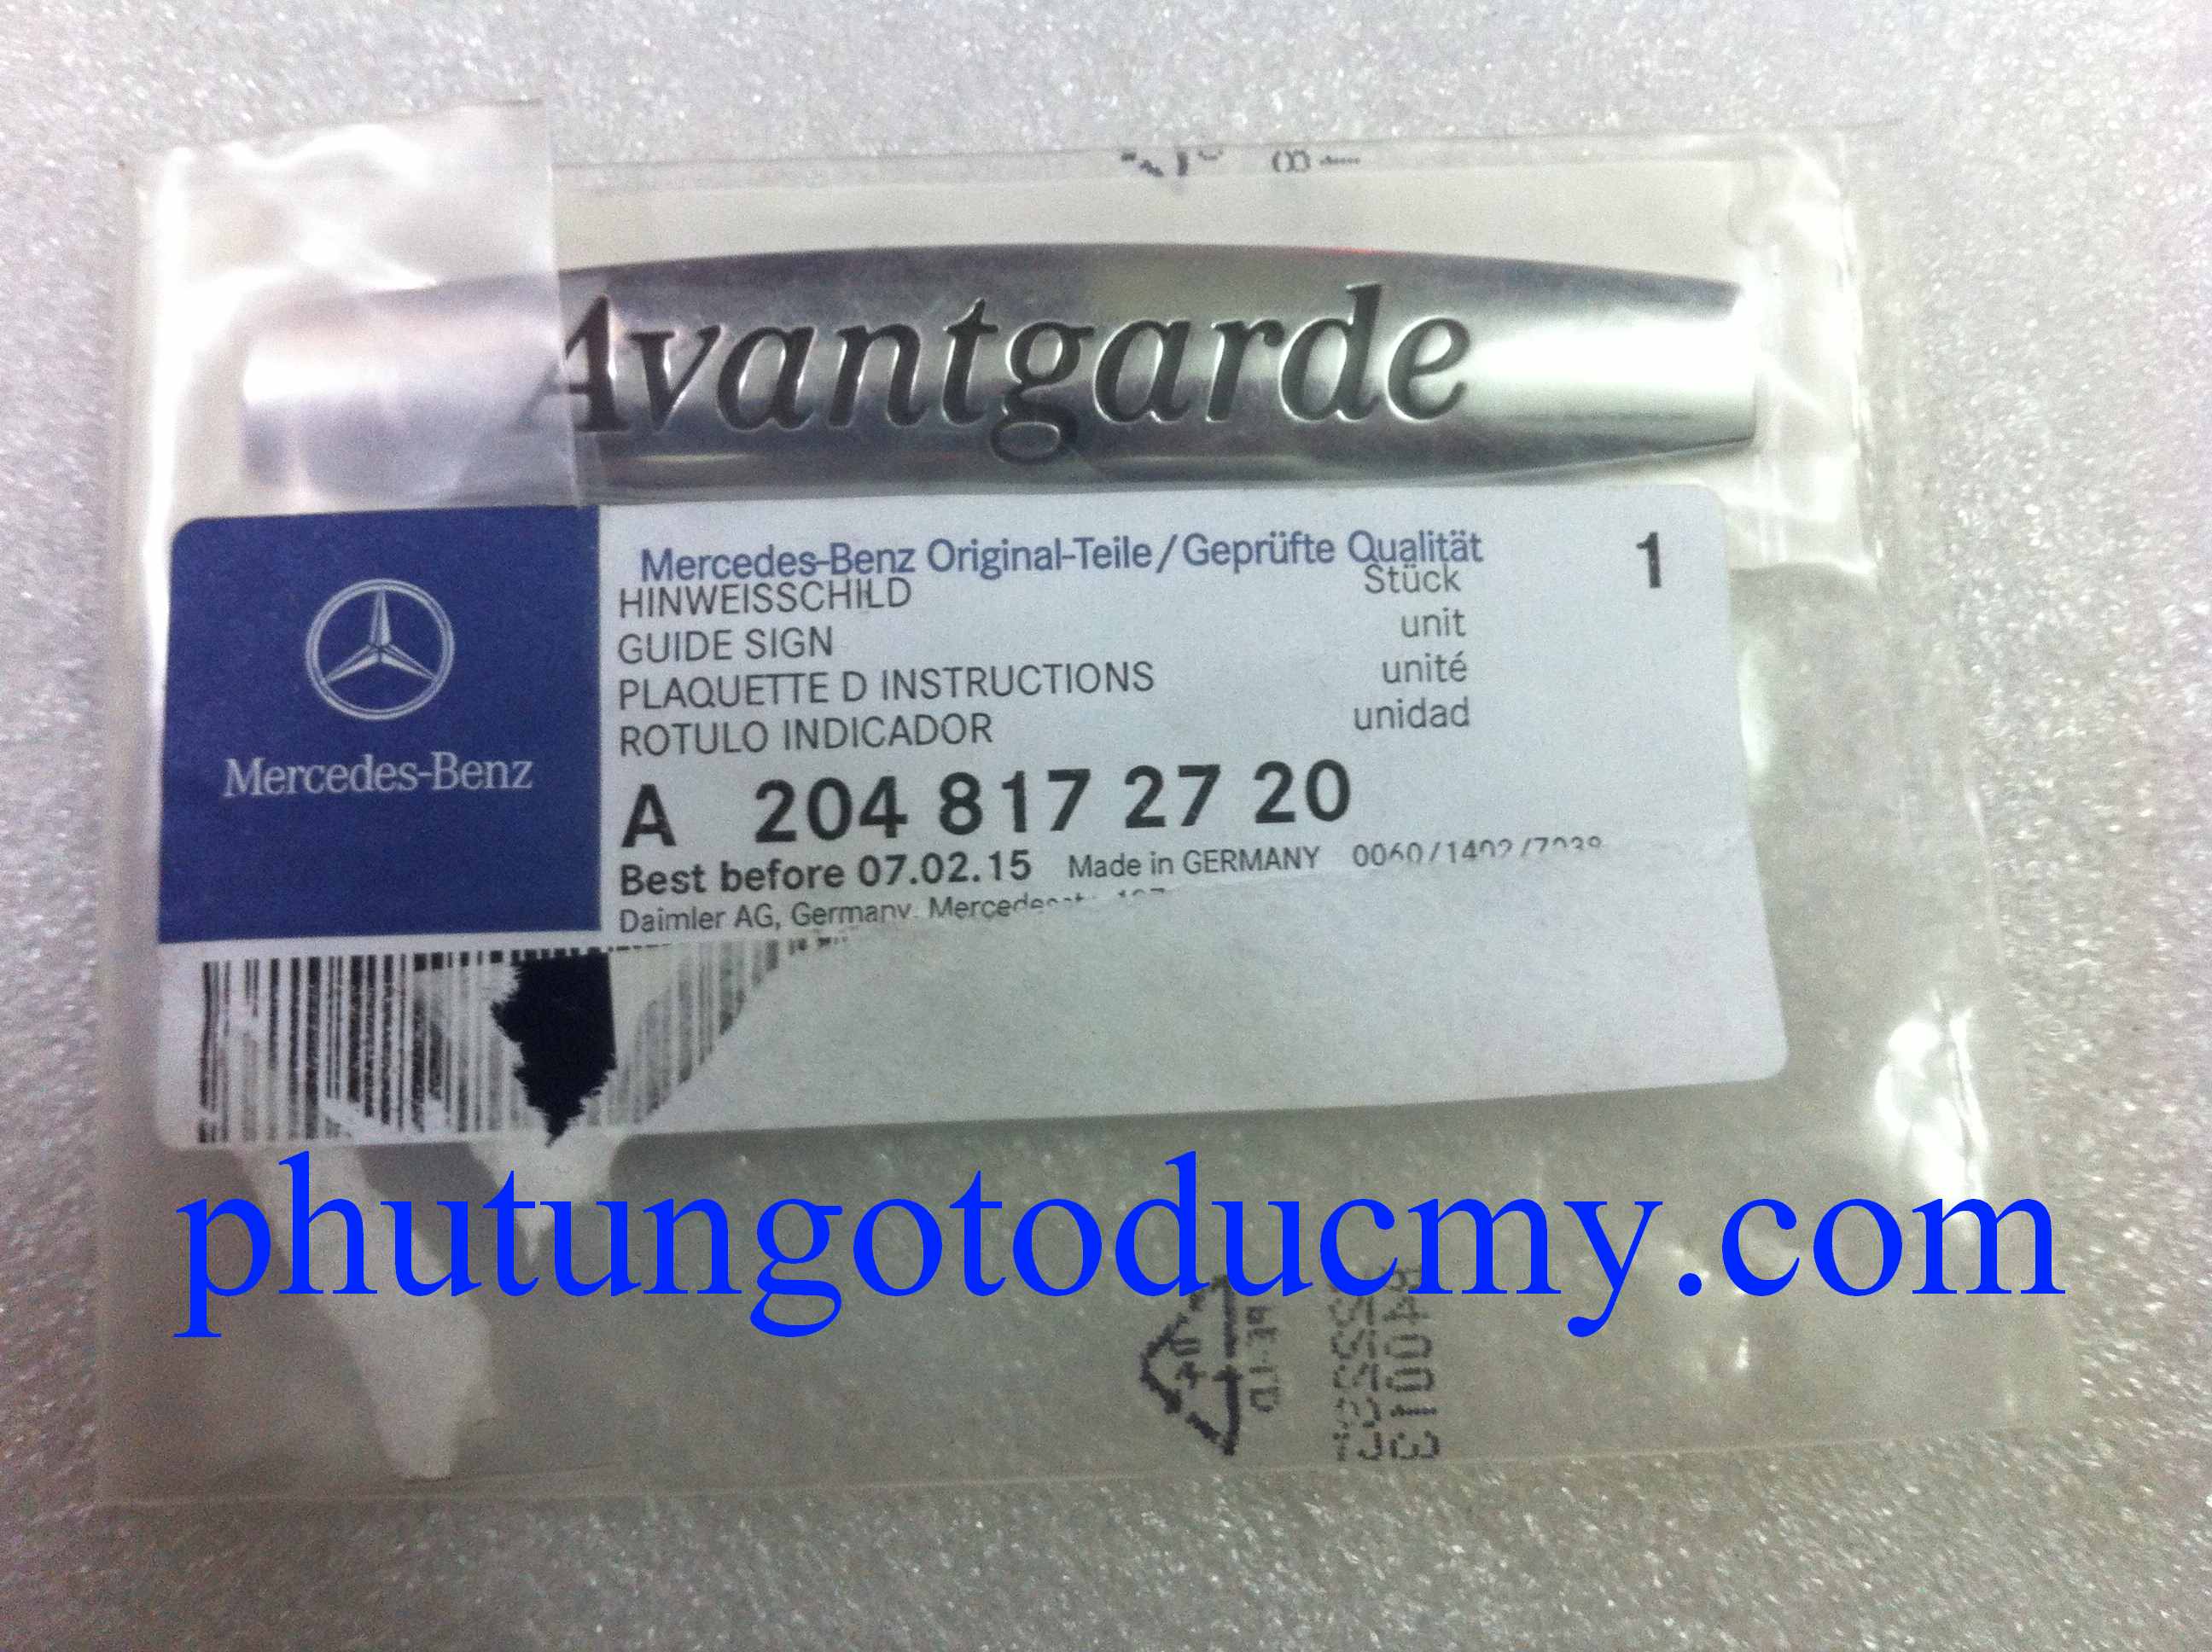 Avantgarde
Mercedes-Benz Original-Teile/Geprüfte Qualität
HINWEISSCHILD Stück 1
GUIDE SIGN unit
PLAQUETTE D INSTRUCTIONS unité
ROTULO INDICADOR unidad
Mercedes-Benz
A 204 817 27 20
Best before 07.02.15 Made in GERMANY
Daimler AG, Germany.
phutungotoducmy.com